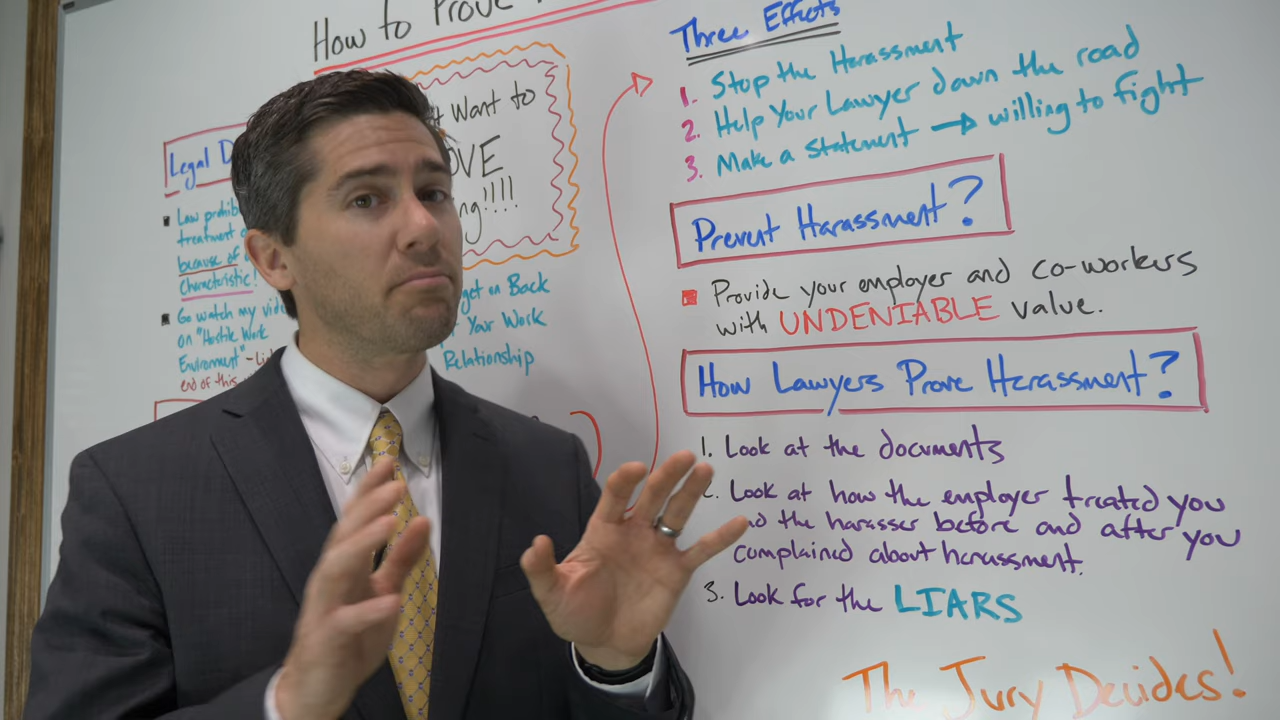 How to Prove
Legal
Law
treatment
because of
characteristic!
Go watch my
on "Hostile Work
Environment" -
end of this
Want to
!!!!
on Back
Your Work
Relationship
Three Effects
1. Stop the Harassment
2. Help Your Lawyer down the road
3. Make a statement → willing to fight
Prevent Harassment?
Provide your employer and co-workers
with UNDENIABLE value.
How Lawyers Prove Harassment?
1. Look at the documents
Look at how the employer treated you
the harasser before and after you
complained about harassment.
3. Look for the LIARS
The Jury Decides!